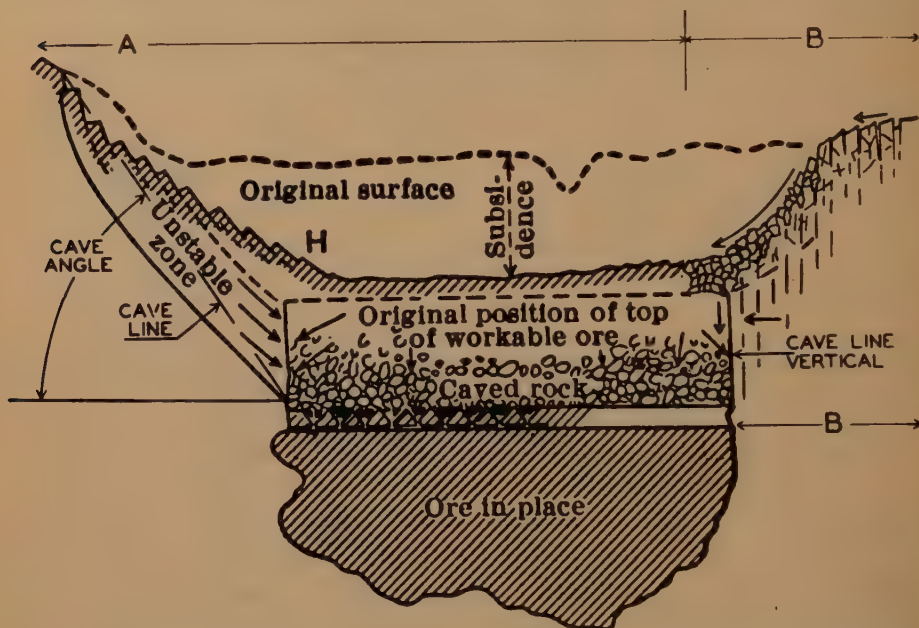 A
B
Original surface
Subsi-
dence
H
Unstable
zone
CAVE
ANGLE
CAVE
LINE
Original position of top
of workable ore
Caved rock
CAVE LINE
VERTICAL
B
Ore in place